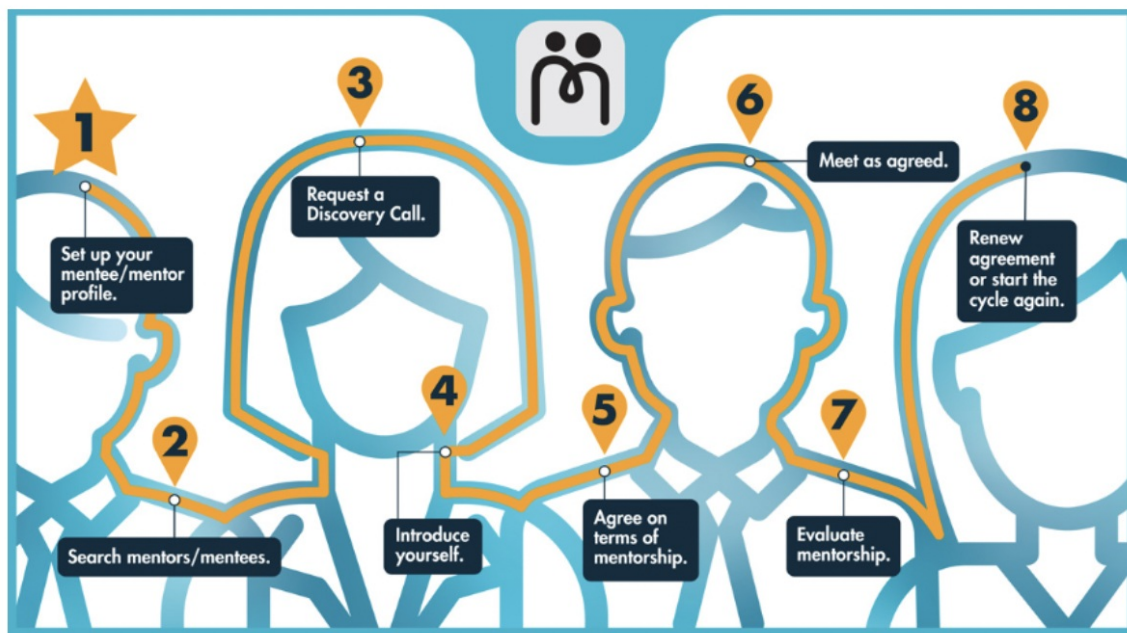 1
Set up your
mentee/mentor
profile.
2
Search mentors/mentees.
3
Request a
Discovery Call.
4
Introduce
yourself.
5
Agree on
terms of
mentorship.
6
Meet as agreed.
7
Evaluate
mentorship.
8
Renew
agreement
or start the
cycle again.